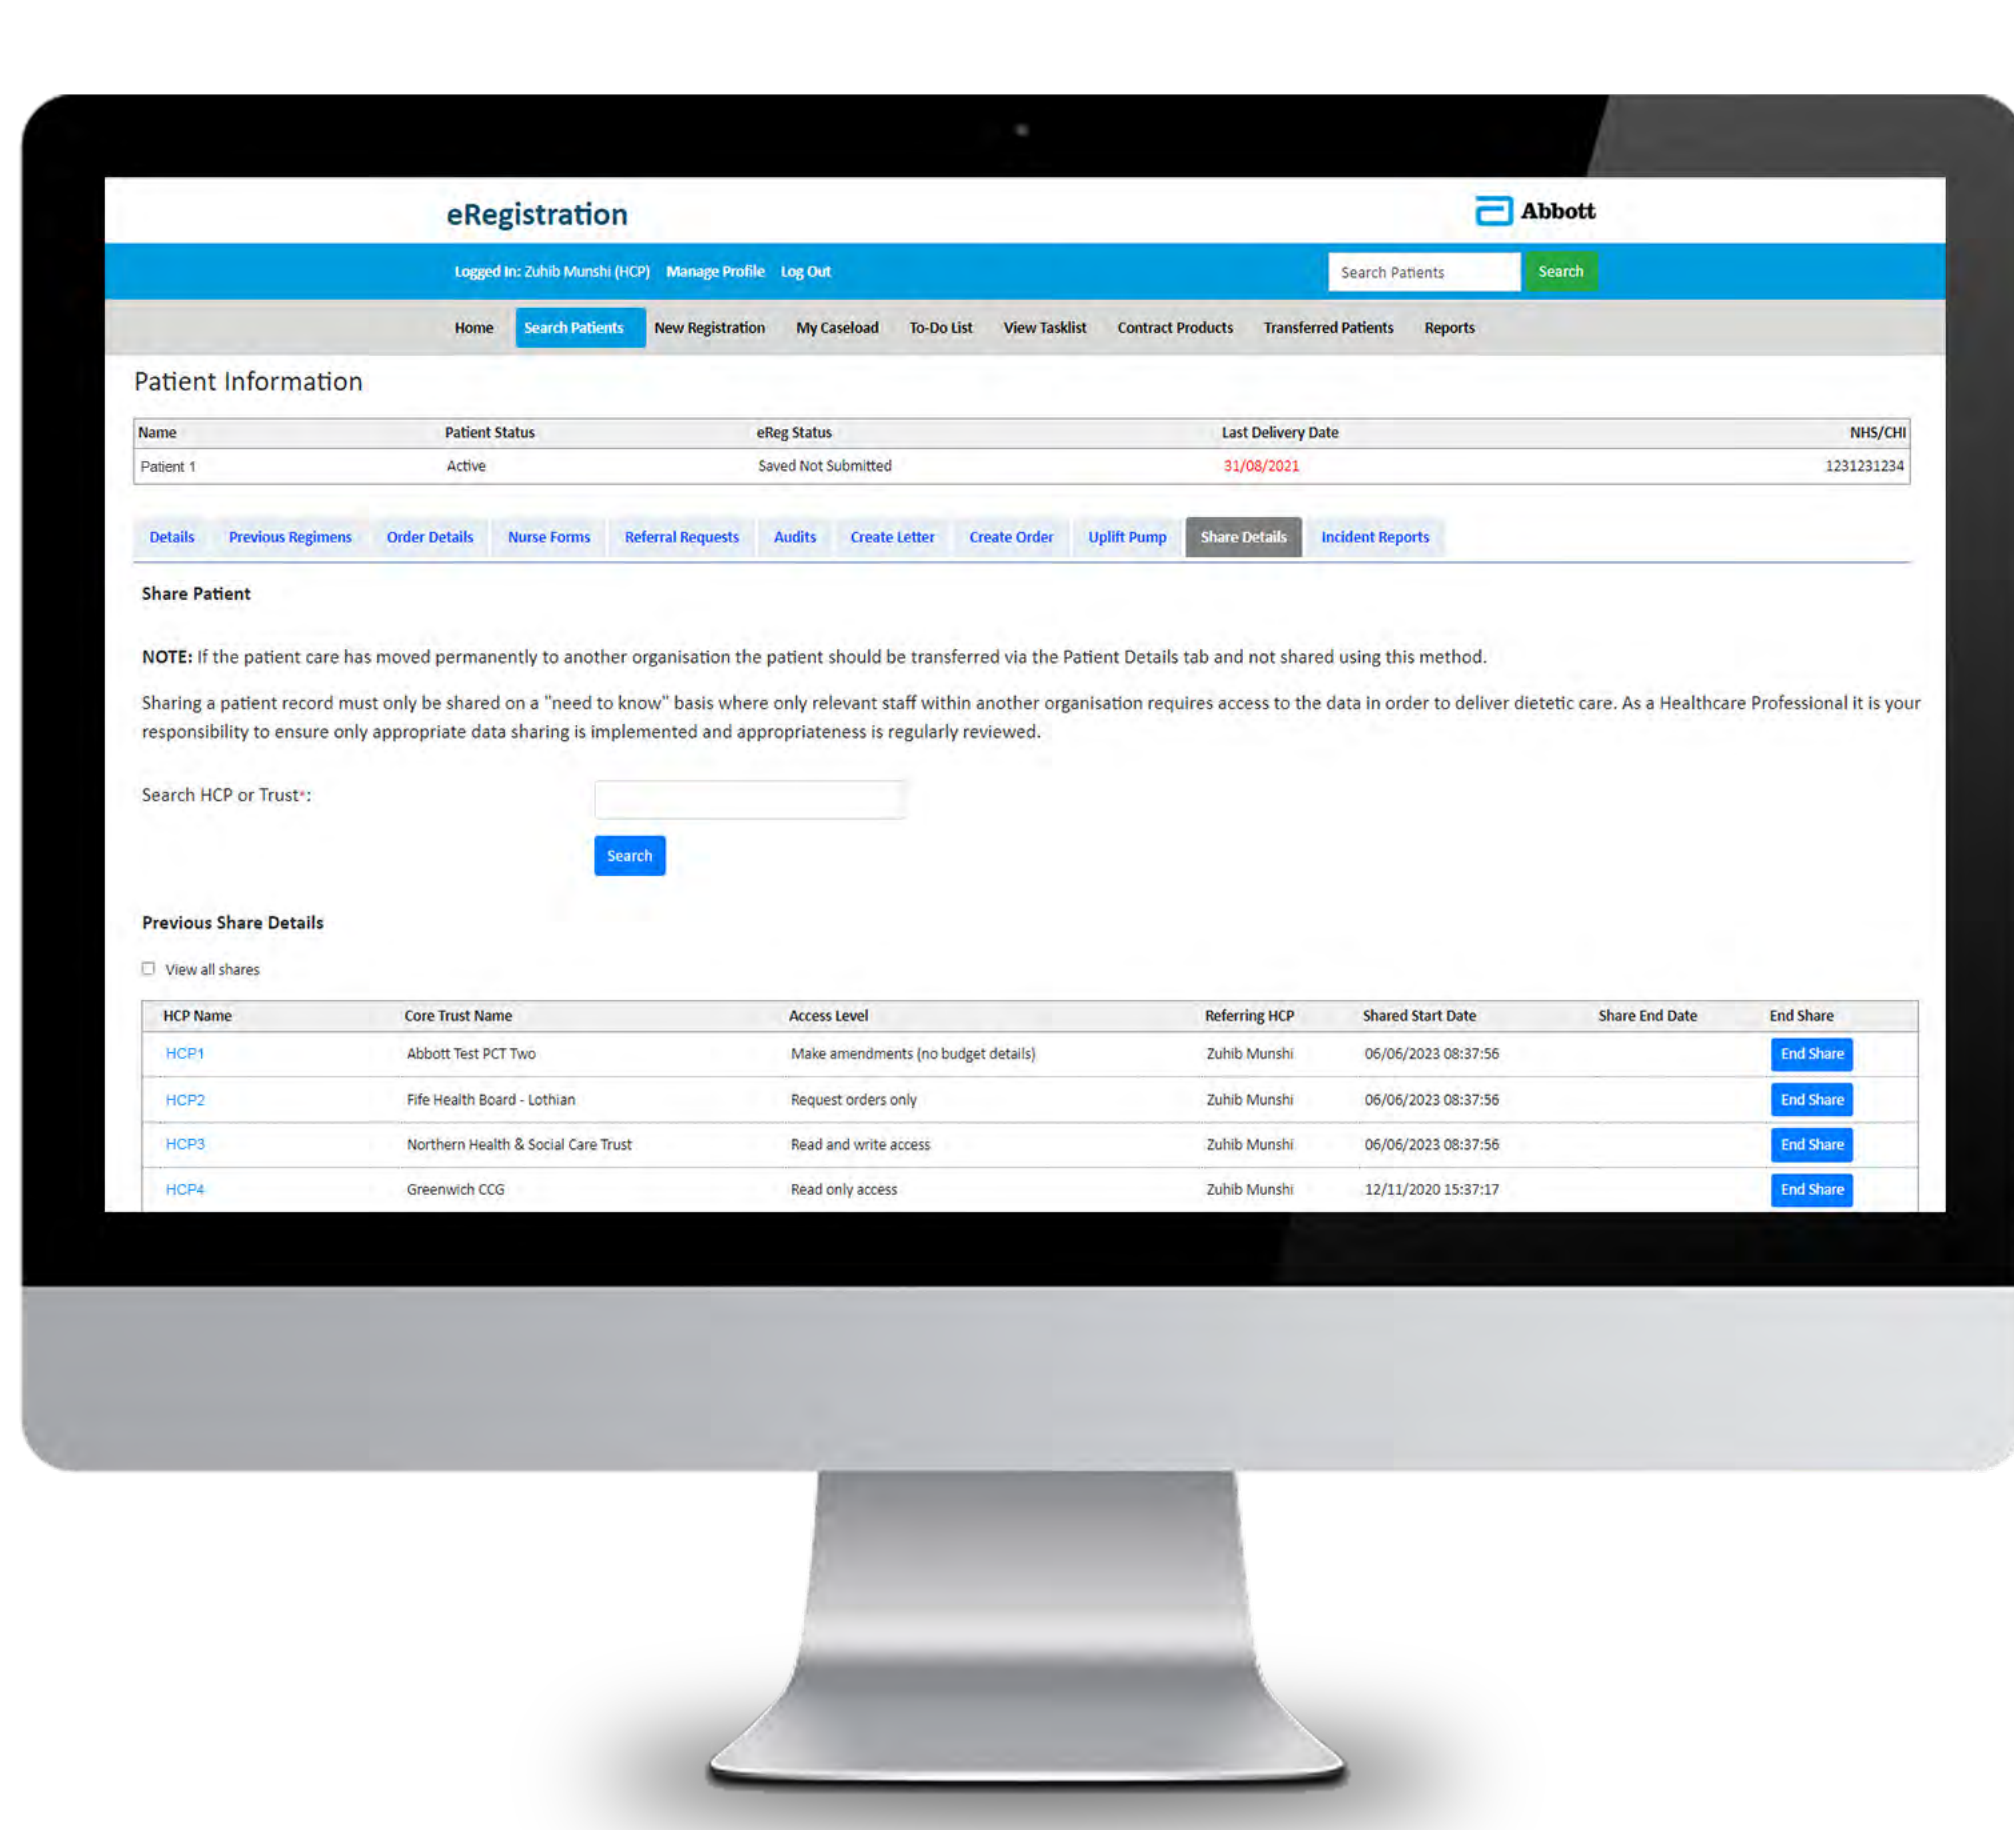 eRegistration
Abbott
Logged In: Zuhib Munshi (HCP) Manage Profile Log Out
Search Patients Search
Home Search Patients New Registration My Caseload To-Do List View Tasklist Contract Products Transferred Patients Reports
Patient Information
Name Patient Status eReg Status Last Delivery Date NHS/CHI
Patient 1 Active Saved Not Submitted 31/08/2021 1231231234
Details Previous Regimens Order Details Nurse Forms Referral Requests Audits Create Letter Create Order Uplift Pump Share Details Incident Reports
Share Patient
NOTE: If the patient care has moved permanently to another organisation the patient should be transferred via the Patient Details tab and not shared using this method.
Sharing a patient record must only be shared on a "need to know" basis where only relevant staff within another organisation requires access to the data in order to deliver dietetic care. As a Healthcare Professional it is your
responsibility to ensure only appropriate data sharing is implemented and appropriateness is regularly reviewed.
Search HCP or Trust*:
Search
Previous Share Details
View all shares
HCP Name Core Trust Name Access Level Referring HCP Shared Start Date Share End Date End Share
HCP1 Abbott Test PCT Two Make amendments (no budget details) Zuhib Munshi 06/06/2023 08:37:56 End Share
HCP2 Fife Health Board - Lothian Request orders only Zuhib Munshi 06/06/2023 08:37:56 End Share
HCP3 Northern Health & Social Care Trust Read and write access Zuhib Munshi 06/06/2023 08:37:56 End Share
HCP4 Greenwich CCG Read only access Zuhib Munshi 12/11/2020 15:37:17 End Share